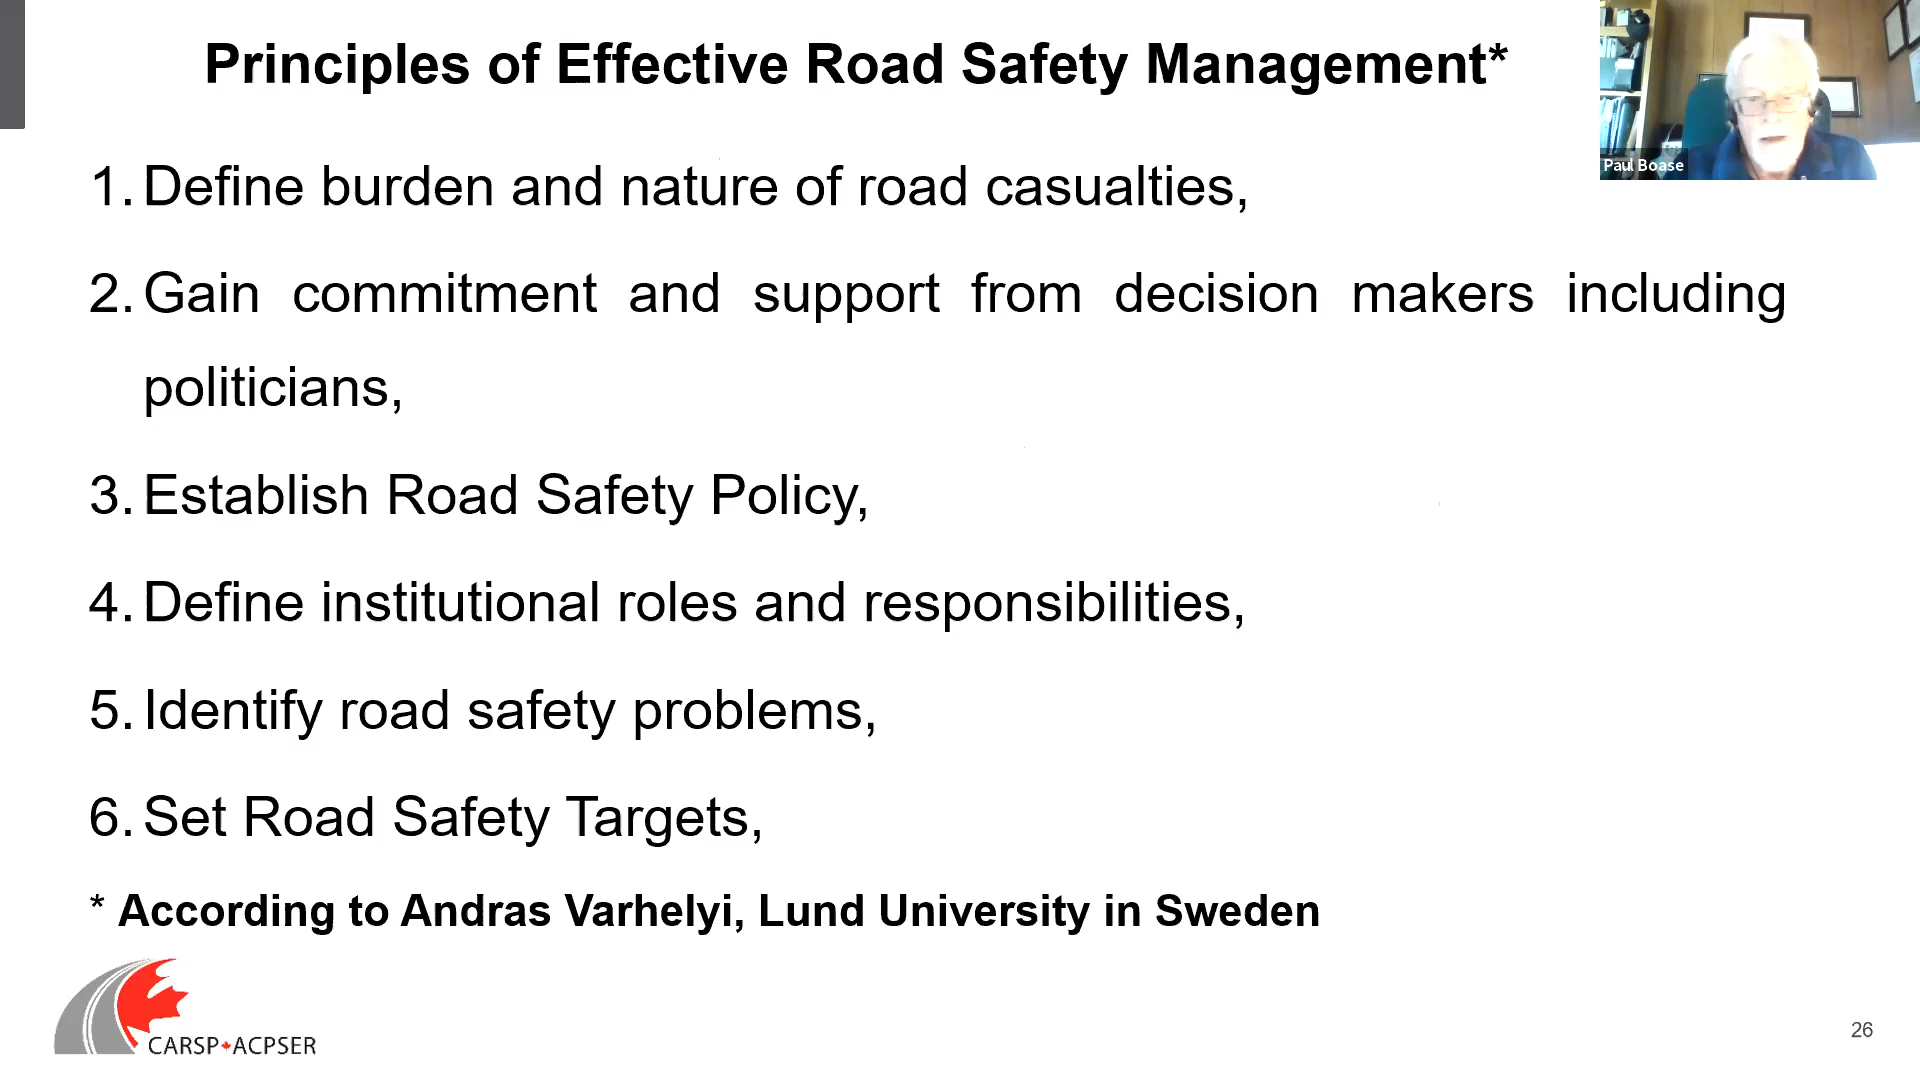 Principles of Effective Road Safety Management*
Paul Boase
1. Define burden and nature of road casualties,
2. Gain commitment and support from decision makers including
politicians,
3. Establish Road Safety Policy,
4. Define institutional roles and responsibilities,
5. Identify road safety problems,
6. Set Road Safety Targets,
* According to Andras Varhelyi, Lund University in Sweden
CARSP ACPSER
26